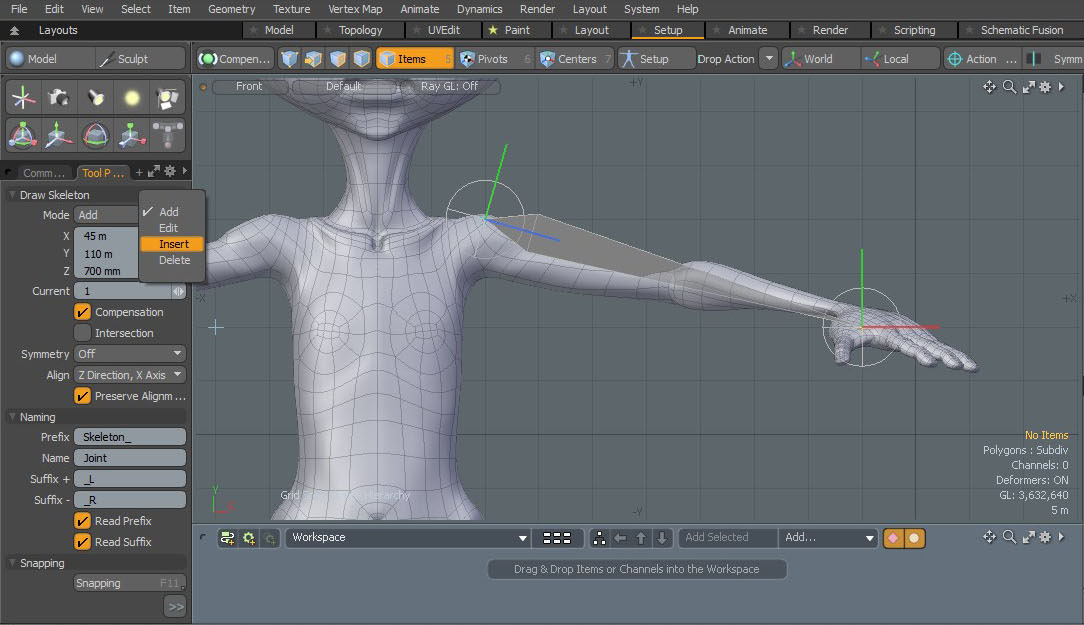 File Edit View Select Item Geometry Texture Vertex Map Animate Dynamics Render Layout System Help
Layouts Model Topology UVEdit Paint Layout Setup Animate Render Scripting Schematic Fusion
Model Sculpt Compen... Items 5 Pivots 6 Centers 7 Setup Drop Action World Local Action ... Symm
Front Default Ray GL: Off +Y
Comm... Tool P ... +
Draw Skeleton
Mode Add
Add
Edit
Insert
Delete
X 45 m
Y 110 m
Z 700 mm
Current 1
-X +X
Compensation
Intersection
Symmetry Off
Align Z Direction, X Axis
Preserve Alignm ...
Naming
Prefix Skeleton_
Name Joint
Suffix + _L
Suffix - _R
Read Prefix
Read Suffix
Snapping
Snapping F11
>>
No Items
Polygons : Subdiv
Channels: 0
Deformers: ON
GL: 3,632,640
5 m
Y
X
-Y
Workspace Add Selected Add...
Drag & Drop Items or Channels into the Workspace